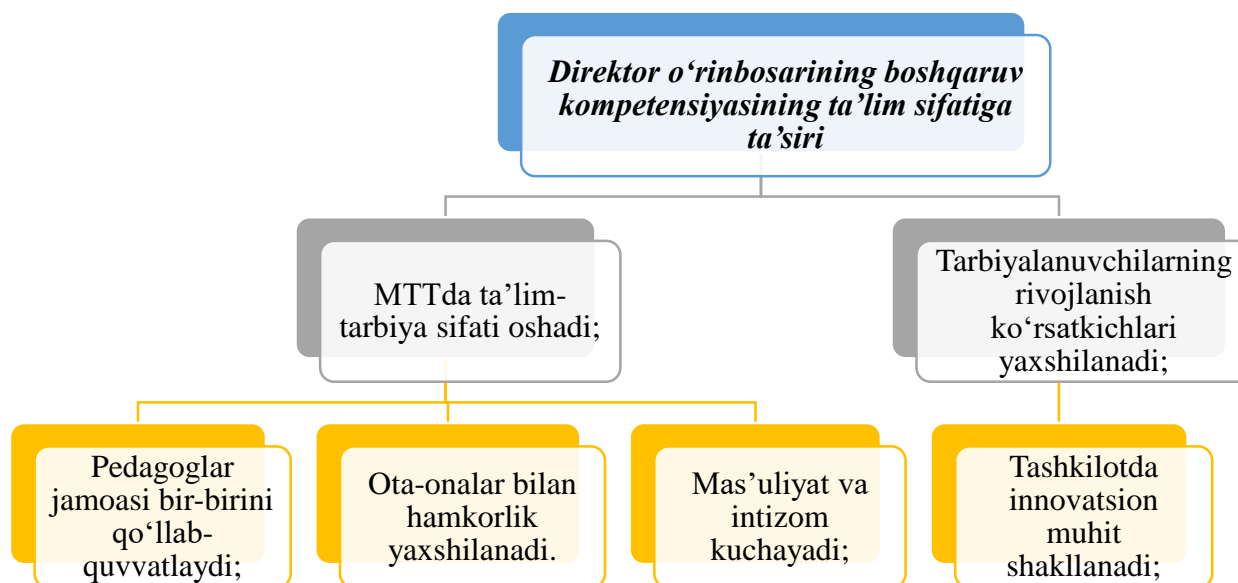 Direktor o‘rinbosarining boshqaruv
kompetensiyasining ta’lim sifatiga
ta’siri
MTTda ta’lim-
tarbiya sifati oshadi;
Tarbiyalanuvchilarning
rivojlanish
ko‘rsatkichlari
yaxshilanadi;
Pedagoglar
jamoasi bir-birini
qo‘llab-
quvvatlaydi;
Ota-onalar bilan
hamkorlik
yaxshilanadi.
Mas’uliyat va
intizom
kuchayadi;
Tashkilotda
innovatsion
muhit
shakllanadi;